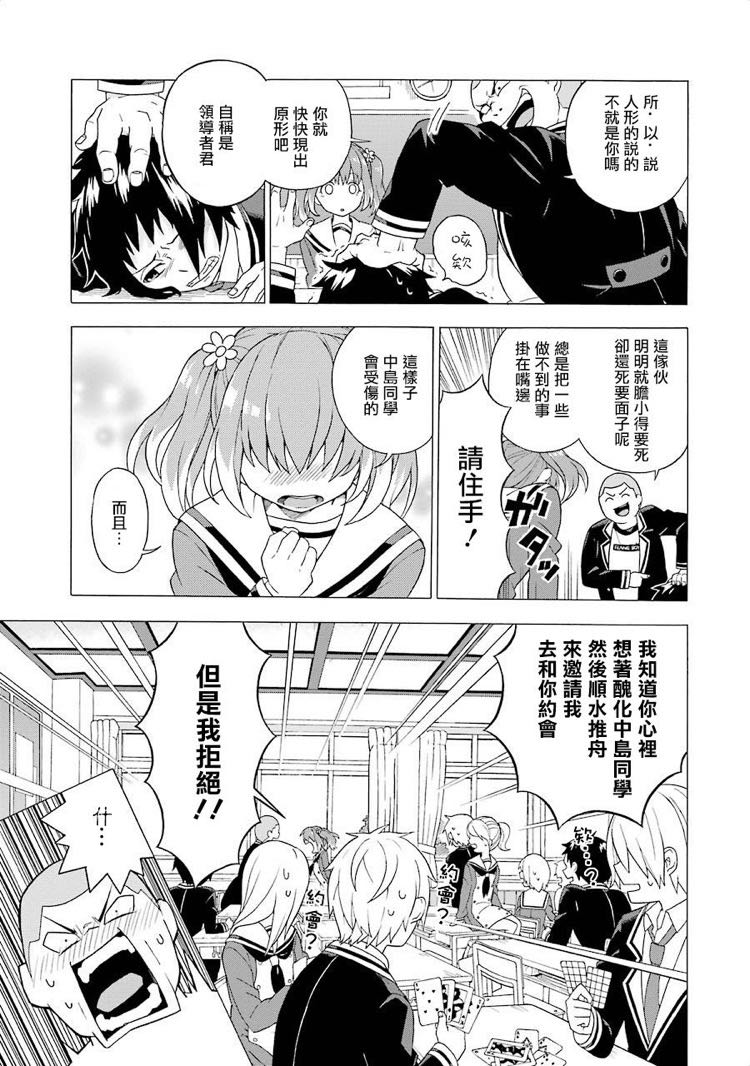 所・以・説
人形的說的
不就是你嗎
咳欸
你就
快快現出
原形吧
自稱是
領導者君
這傢伙
明明就膽小得要死
卻還死要面子呢
總是把一些
做不到的事
掛在嘴邊
請住手！
ガタッ
這樣子
中島同學
會受傷的
而且…
我知道你心裡
想著醜化中島同學
然後順水推舟
來邀請我
去和你約會
但是我拒絕!!
欸…？
約會？
約會？
什…